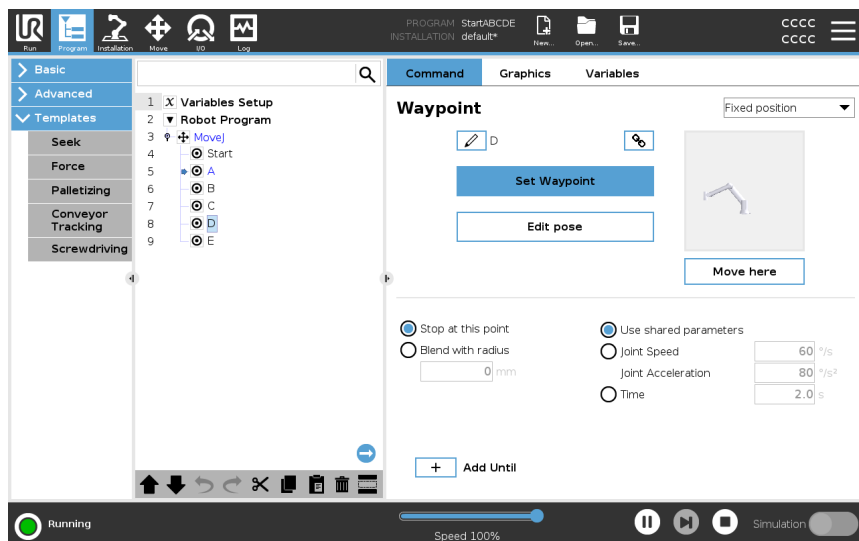 PROGRAM StartABCDE
INSTALLATION default*
CCCC
CCCC
UR
Run Program Installation Move I/O Log New... Open... Save...
Basic
Advanced
Templates
Seek
Force
Palletizing
Conveyor
Tracking
Screwdriving
1 X Variables Setup
2 Robot Program
3 MoveJ
4 Start
5 A
6 B
7 C
8 D
9 E
Command Graphics Variables
Waypoint
Fixed position
D
Set Waypoint
Edit pose
Move here
Stop at this point
Blend with radius
0 mm
Use shared parameters
Joint Speed 60 °/s
Joint Acceleration 80 °/s²
Time 2.0 s
+ Add Until
Running
Speed 100%
Simulation